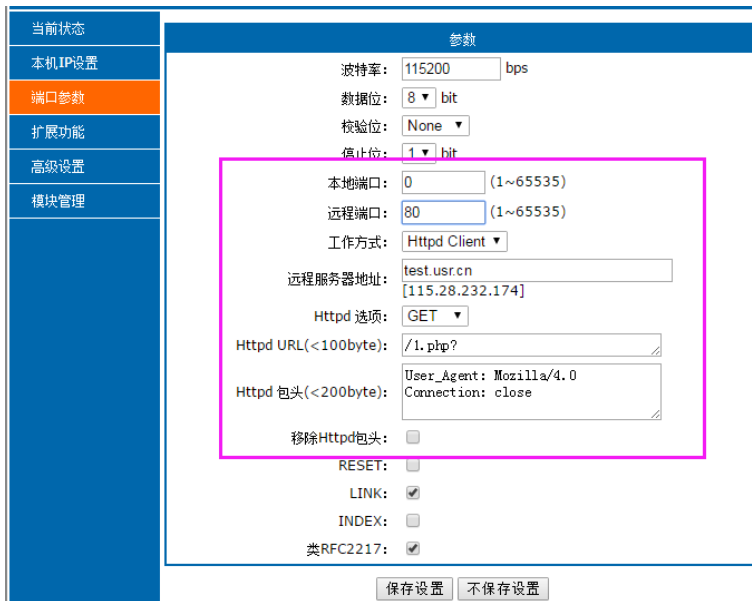 当前状态
本机IP设置
端口参数
扩展功能
高级设置
模块管理
参数
波特率: 115200 bps
数据位: 8 bit
校验位: None
停止位: 1 bit
本地端口: 0 (1~65535)
远程端口: 80 (1~65535)
工作方式: Httpd Client
远程服务器地址: test.usr.cn
[115.28.232.174]
Httpd 选项: GET
Httpd URL(<100byte): /1.php?
Httpd 包头(<200byte): User_Agent: Mozilla/4.0
Connection: close
移除Httpd包头:
RESET:
LINK:
INDEX:
类RFC2217:
保存设置 不保存设置